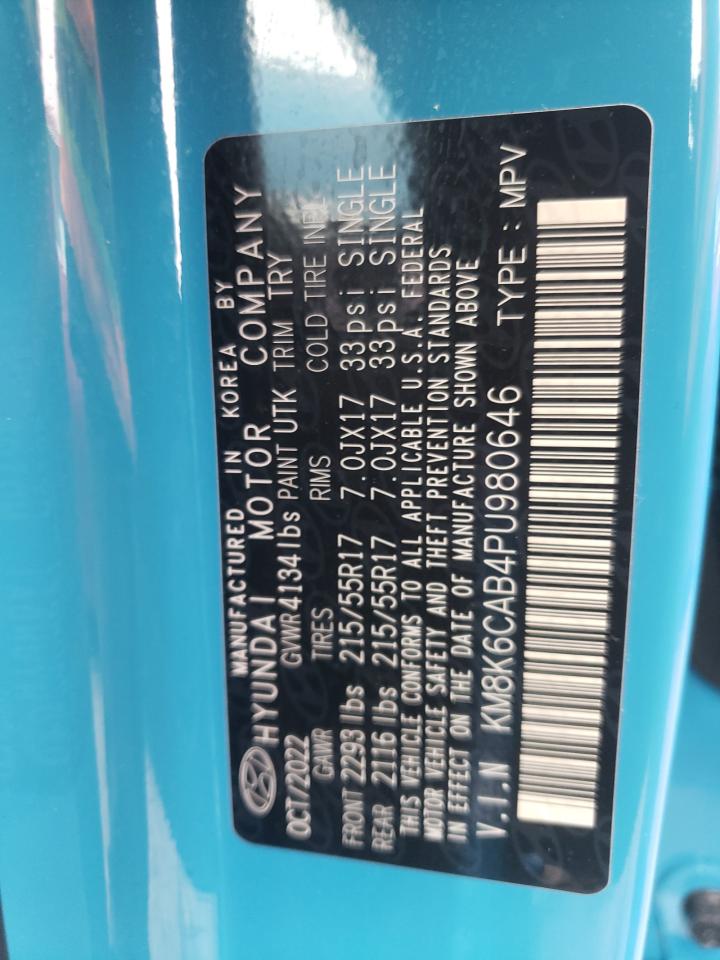 MANUFACTURED IN KOREA BY
HYUNDAI MOTOR COMPANY
OCT/2022 GVWR 4134 lbs PAINT UTK TRIM TRY
GAWR TIRES RIMS COLD TIRE INFL
FRONT 2293 lbs 215/55R17 7.0JX17 33psi SINGLE
REAR 2116 lbs 215/55R17 7.0JX17 33psi SINGLE
THIS VEHICLE CONFORMS TO ALL APPLICABLE U.S.A. FEDERAL
MOTOR VEHICLE SAFETY AND THEFT PREVENTION STANDARDS
IN EFFECT ON THE DATE OF MANUFACTURE SHOWN ABOVE
V.I.N KM8K6CAB4PU980646 TYPE : MPV